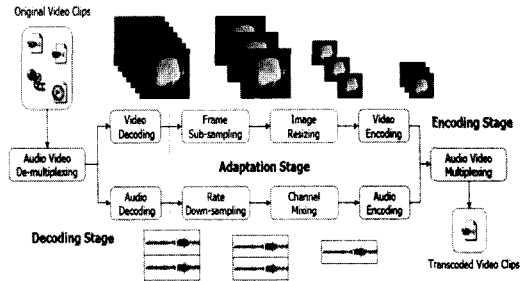 Original Video Clips
Video
Decoding
Frame
Sub-sampling
Image
Resizing
Video
Encoding
Encoding Stage
Audio Video
De-multiplexing
Adaptation Stage
Audio Video
Multiplexing
Audio
Decoding
Rate
Down-sampling
Channel
Mixing
Audio
Encoding
Decoding Stage
Transcoded Video Clips